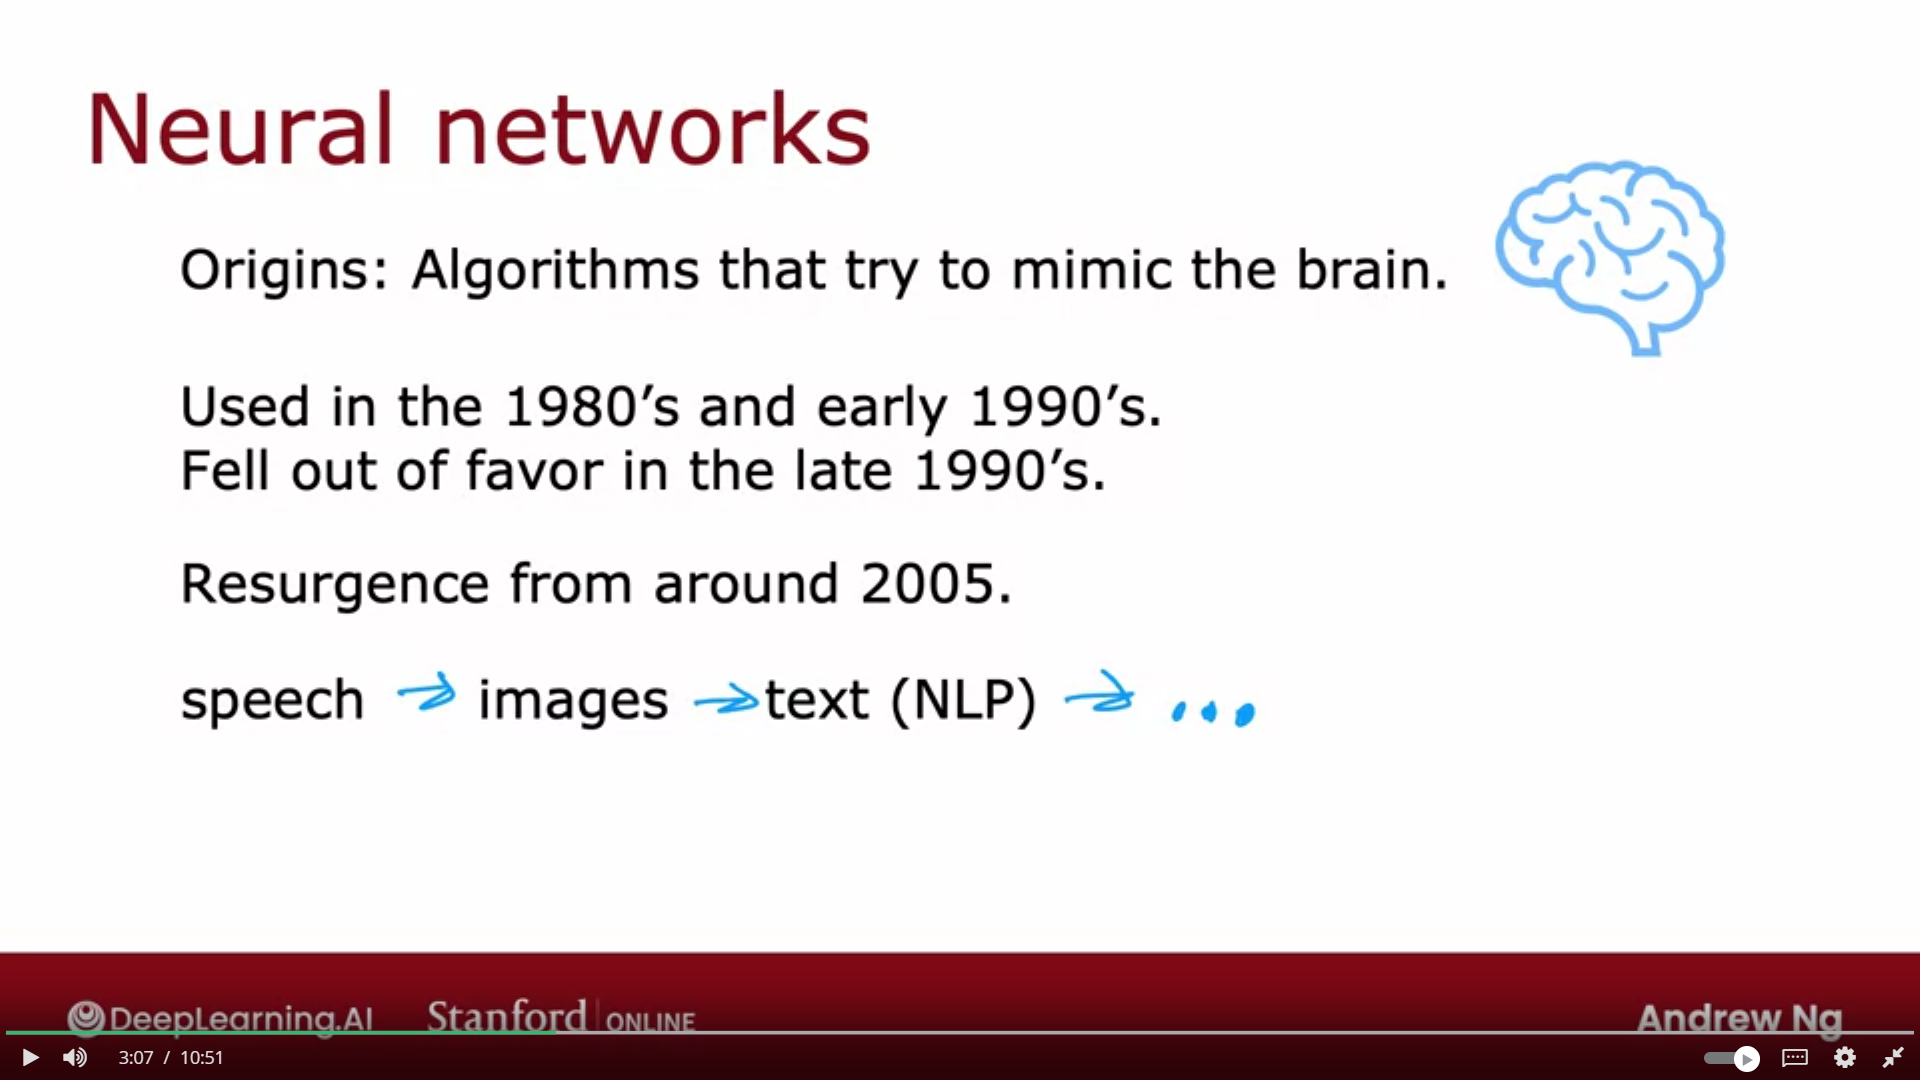 Neural networks
Origins: Algorithms that try to mimic the brain.
Used in the 1980’s and early 1990’s.
Fell out of favor in the late 1990’s.
Resurgence from around 2005.
speech → images → text (NLP) → ...
DeepLearning.AI Stanford | ONLINE Andrew Ng
3:07 / 10:51